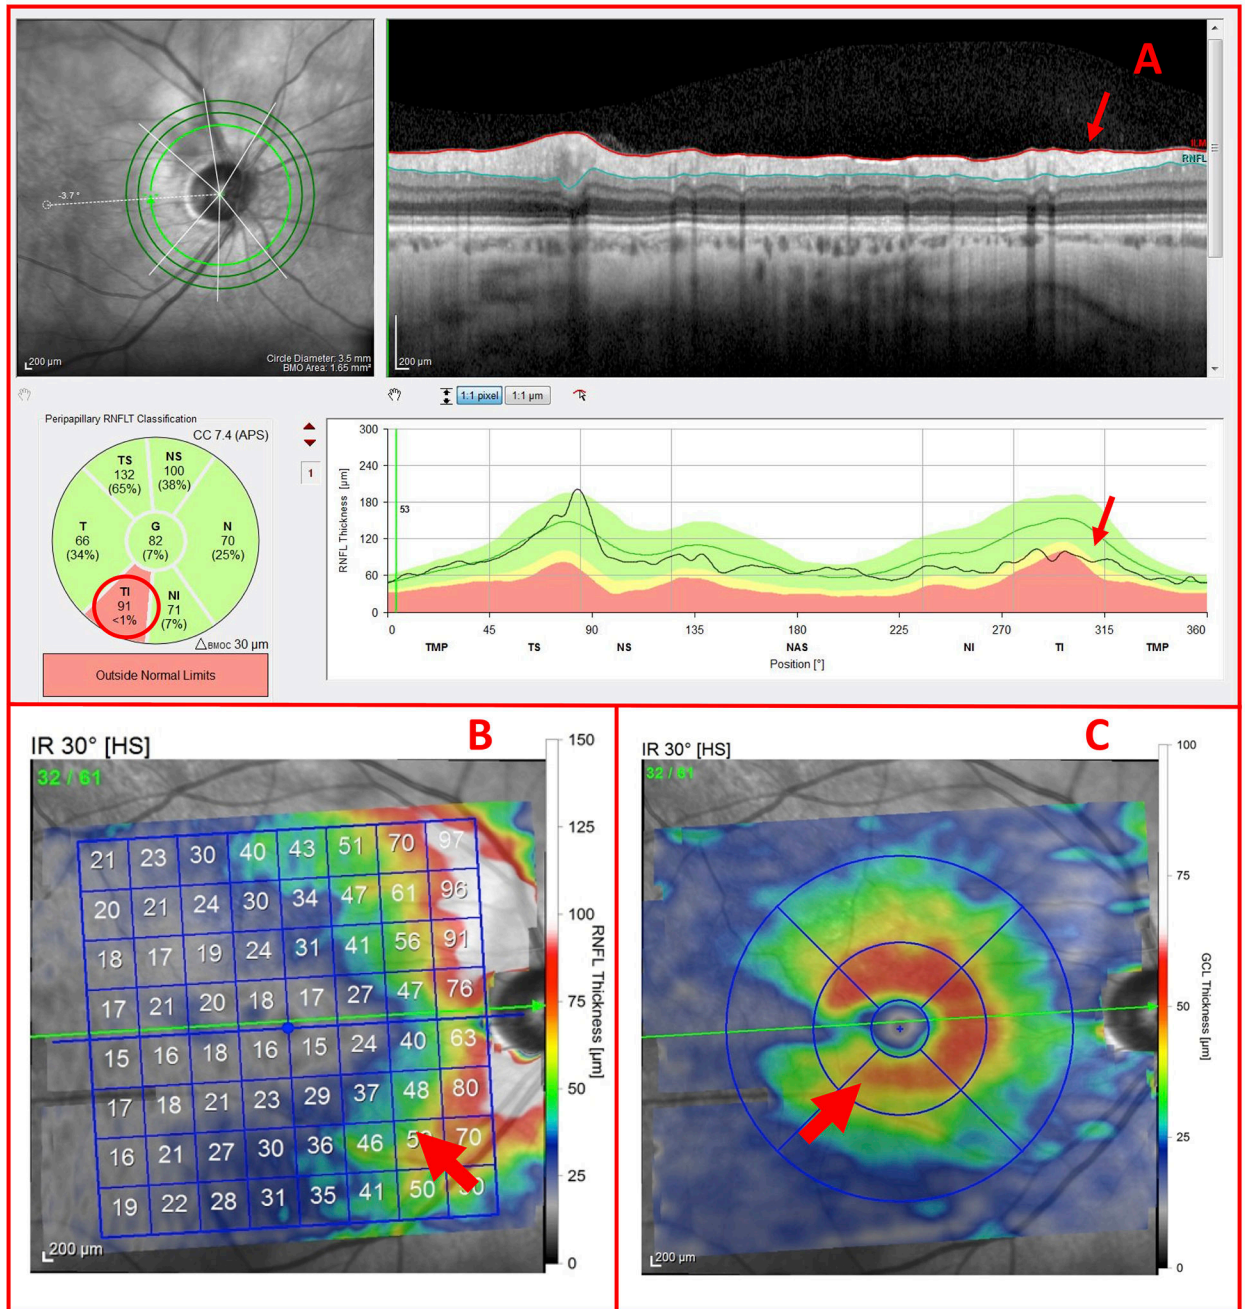 A
ILM
RNFL
-3.7 °
200 µm
Circle Diameter: 3.5 mm
BMO Area: 1.65 mm²
200 µm
1:1 pixel
1:1 µm
Peripapillary RNFLT Classification
CC 7.4 (APS)
TS
132
(65%)
NS
100
(38%)
T
66
(34%)
G
82
(7%)
N
70
(25%)
TI
91
<1%
NI
71
(7%)
△BMOC 30 µm
Outside Normal Limits
1
RNFL Thickness [µm]
300
240
180
120
60
0
53
0 45 90 135 180 225 270 315 360
TMP TS NS NAS NI TI TMP
Position [°]
B
IR 30° [HS]
32 / 61
21 23 30 40 43 51 70 97
20 21 24 30 34 47 61 96
18 17 19 24 31 41 56 91
17 21 20 18 17 27 47 76
15 16 18 16 15 24 40 63
17 18 21 23 29 37 48 80
16 21 27 30 36 46 70
19 22 28 31 35 41 50
200 µm
150
125
100
75
50
25
0
RNFL Thickness [µm]
C
IR 30° [HS]
32 / 61
200 µm
100
75
50
25
0
GCL Thickness [µm]